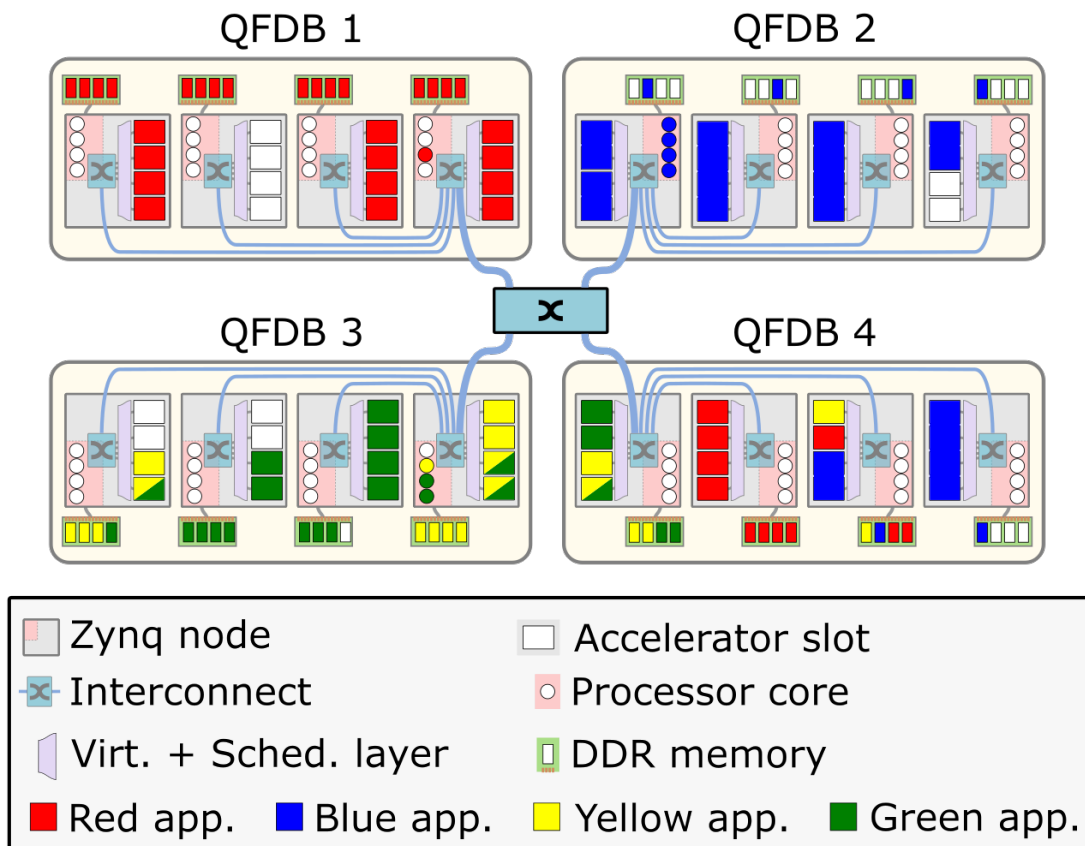 QFDB 1
QFDB 2
QFDB 3
QFDB 4
Zynq node
Accelerator slot
Interconnect
Processor core
Virt. + Sched. layer
DDR memory
Red app.
Blue app.
Yellow app.
Green app.